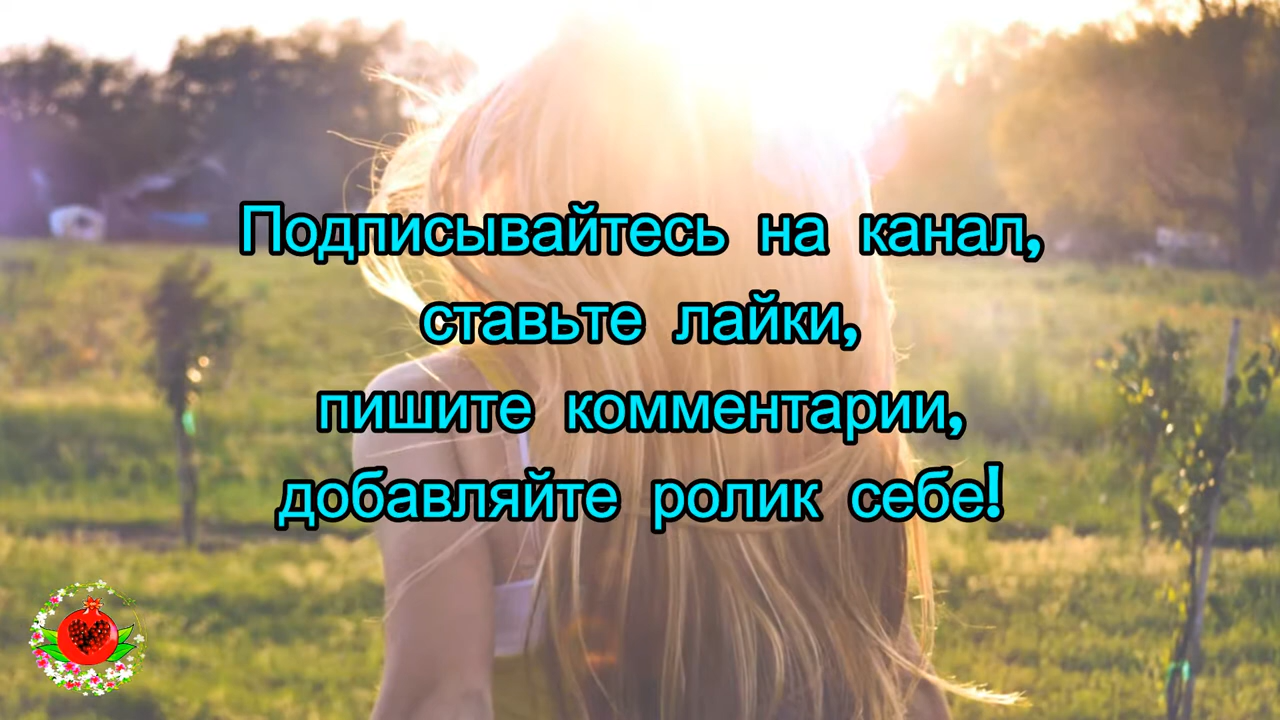 Подписывайтесь на канал,
ставьте лайки,
пишите комментарии,
добавляйте ролик себе!